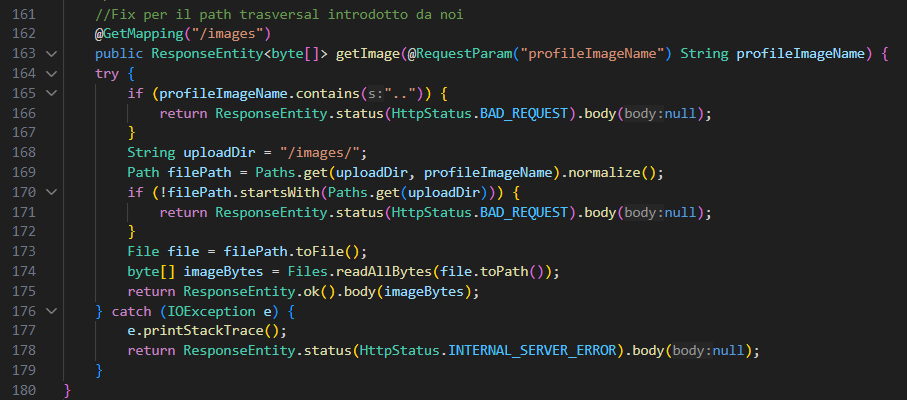 161 //Fix per il path trasversal introdotto da noi
162 @GetMapping("/images")
163 public ResponseEntity<byte[]> getImage(@RequestParam("profileImageName") String profileImageName) {
164 try {
165 if (profileImageName.contains(s:"..")) {
166 return ResponseEntity.status(HttpStatus.BAD_REQUEST).body(body:null);
167 }
168 String uploadDir = "/images/";
169 Path filePath = Paths.get(uploadDir, profileImageName).normalize();
170 if (!filePath.startsWith(Paths.get(uploadDir))) {
171 return ResponseEntity.status(HttpStatus.BAD_REQUEST).body(body:null);
172 }
173 File file = filePath.toFile();
174 byte[] imageBytes = Files.readAllBytes(file.toPath());
175 return ResponseEntity.ok().body(imageBytes);
176 } catch (IOException e) {
177 e.printStackTrace();
178 return ResponseEntity.status(HttpStatus.INTERNAL_SERVER_ERROR).body(body:null);
179 }
180 }